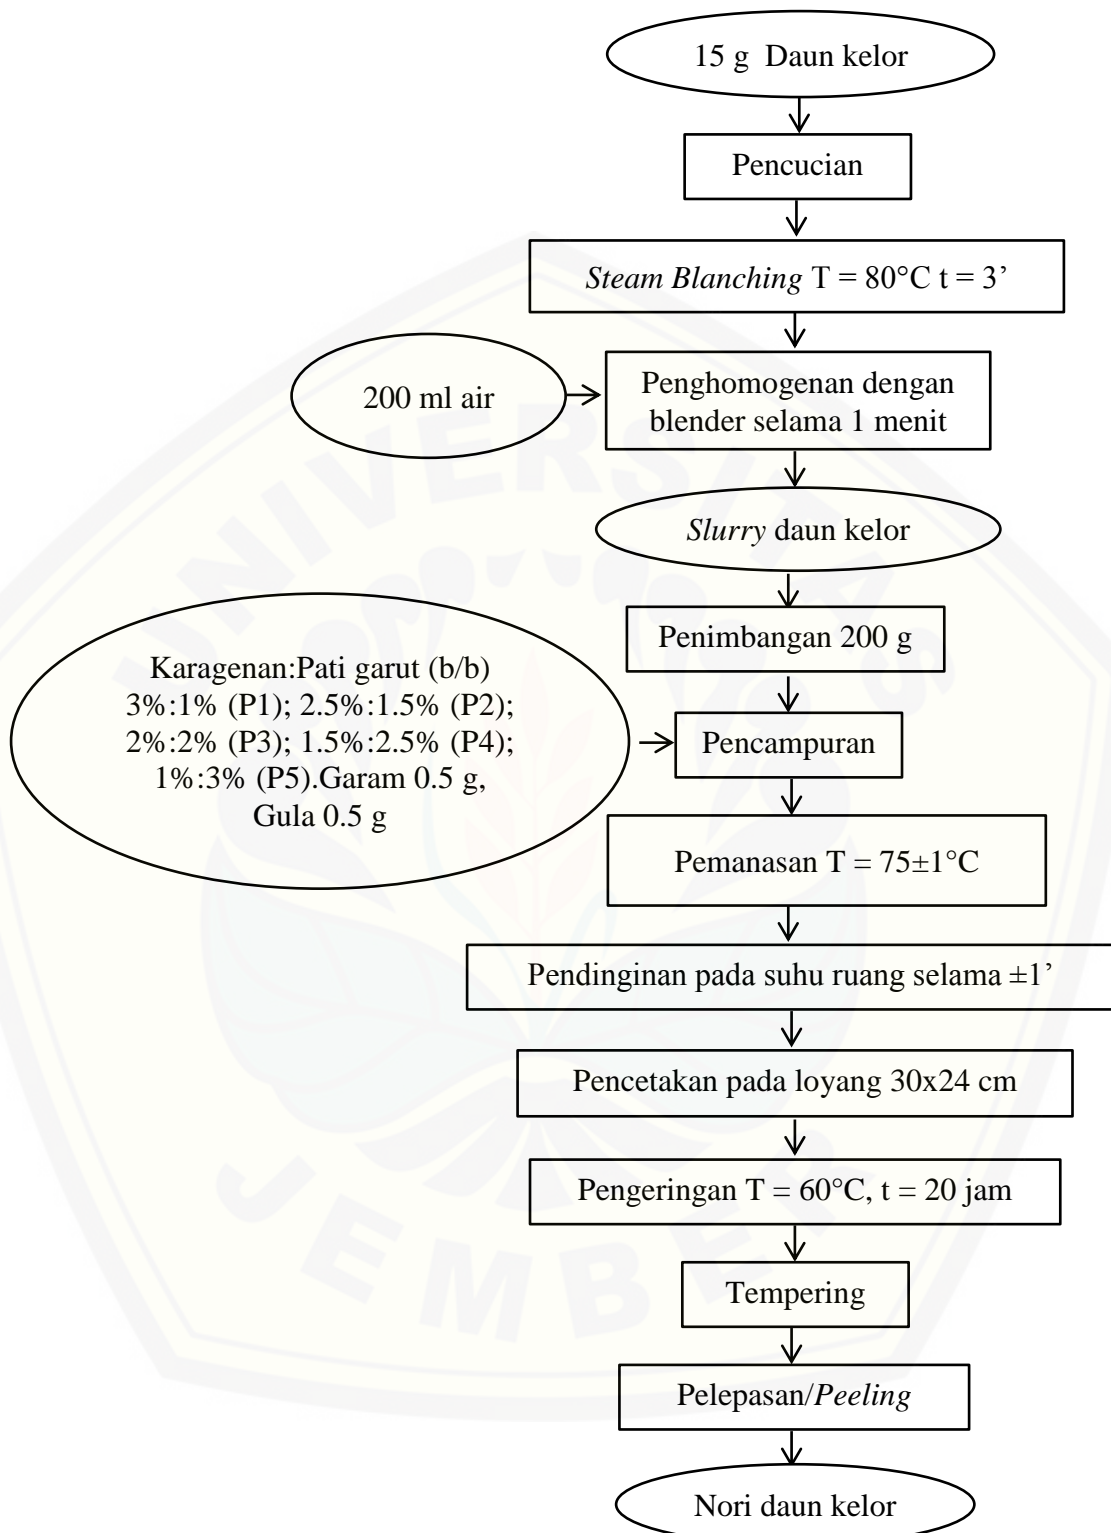 15 g  Daun kelor
Pencucian
Steam Blanching T = 80°C t = 3’
200 ml air
Penghomogenan dengan
blender selama 1 menit
Slurry daun kelor
Penimbangan 200 g
Karagenan:Pati garut (b/b)
3%:1% (P1); 2.5%:1.5% (P2);
2%:2% (P3); 1.5%:2.5% (P4);
1%:3% (P5).Garam 0.5 g,
Gula 0.5 g
Pencampuran
Pemanasan T = 75±1°C
Pendinginan pada suhu ruang selama ±1’
Pencetakan pada loyang 30x24 cm
Pengeringan T = 60°C, t = 20 jam
Tempering
Pelepasan/Peeling
Nori daun kelor
UNIVERSITAS
JEMBER